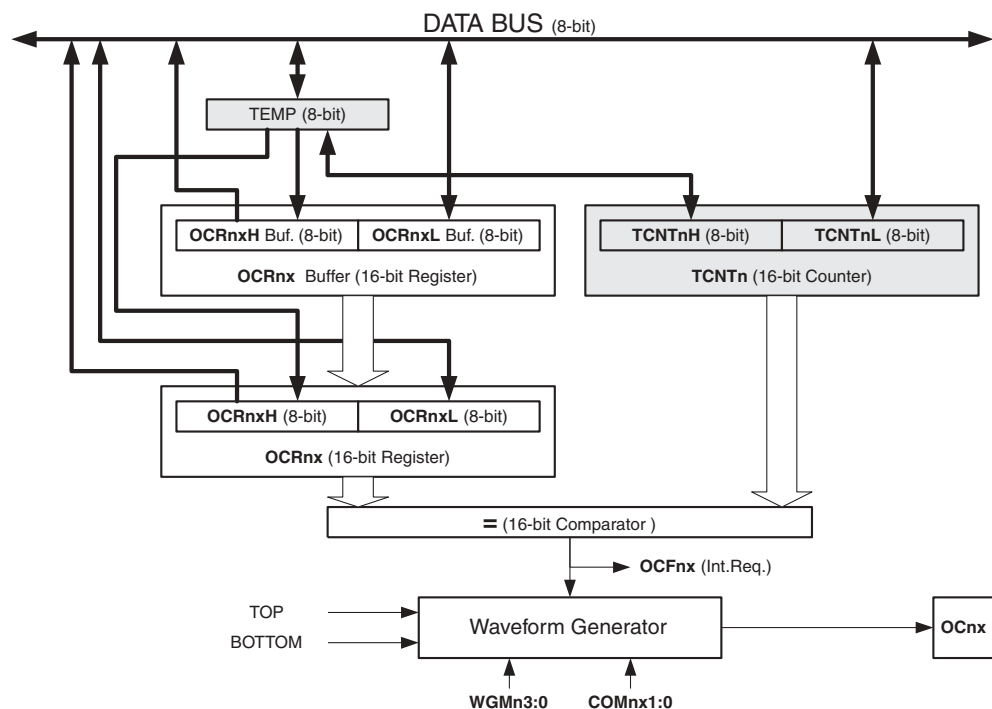 DATA BUS (8-bit)
TEMP (8-bit)
OCRnxH Buf. (8-bit) OCRnxL Buf. (8-bit)
OCRnx Buffer (16-bit Register)
TCNTnH (8-bit) TCNTnL (8-bit)
TCNTn (16-bit Counter)
OCRnxH (8-bit) OCRnxL (8-bit)
OCRnx (16-bit Register)
= (16-bit Comparator )
OCFnx (Int.Req.)
TOP
BOTTOM
Waveform Generator
OCnx
WGMn3:0 COMnx1:0